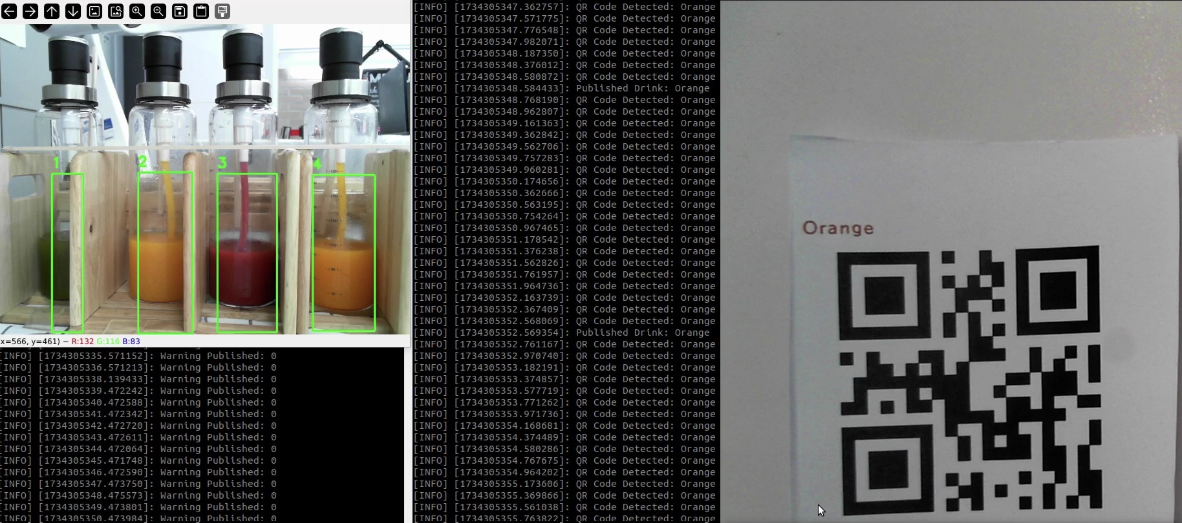 1
2
3
4
x=566, y=461) ~ R:132 G:116 B:83
[INFO] [1734305335.571152]: Warning Published: 0
[INFO] [1734305336.571213]: Warning Published: 0
[INFO] [1734305338.139433]: Warning Published: 0
[INFO] [1734305339.472242]: Warning Published: 0
[INFO] [1734305340.472588]: Warning Published: 0
[INFO] [1734305341.472342]: Warning Published: 0
[INFO] [1734305342.472720]: Warning Published: 0
[INFO] [1734305343.472611]: Warning Published: 0
[INFO] [1734305344.472064]: Warning Published: 0
[INFO] [1734305345.471748]: Warning Published: 0
[INFO] [1734305346.472590]: Warning Published: 0
[INFO] [1734305347.473750]: Warning Published: 0
[INFO] [1734305348.475573]: Warning Published: 0
[INFO] [1734305349.473801]: Warning Published: 0
[INFO] [1734305350.473984]: Warning Published: 0
[INFO] [1734305347.362757]: QR Code Detected: Orange
[INFO] [1734305347.571775]: QR Code Detected: Orange
[INFO] [1734305347.776548]: QR Code Detected: Orange
[INFO] [1734305347.982071]: QR Code Detected: Orange
[INFO] [1734305348.187350]: QR Code Detected: Orange
[INFO] [1734305348.376012]: QR Code Detected: Orange
[INFO] [1734305348.580872]: QR Code Detected: Orange
[INFO] [1734305348.584433]: Published Drink: Orange
[INFO] [1734305348.768190]: QR Code Detected: Orange
[INFO] [1734305348.962807]: QR Code Detected: Orange
[INFO] [1734305349.161363]: QR Code Detected: Orange
[INFO] [1734305349.362842]: QR Code Detected: Orange
[INFO] [1734305349.562706]: QR Code Detected: Orange
[INFO] [1734305349.757283]: QR Code Detected: Orange
[INFO] [1734305349.960281]: QR Code Detected: Orange
[INFO] [1734305350.174656]: QR Code Detected: Orange
[INFO] [1734305350.362666]: QR Code Detected: Orange
[INFO] [1734305350.563195]: QR Code Detected: Orange
[INFO] [1734305350.754264]: QR Code Detected: Orange
[INFO] [1734305350.967465]: QR Code Detected: Orange
[INFO] [1734305351.178542]: QR Code Detected: Orange
[INFO] [1734305351.376238]: QR Code Detected: Orange
[INFO] [1734305351.562826]: QR Code Detected: Orange
[INFO] [1734305351.761957]: QR Code Detected: Orange
[INFO] [1734305351.964736]: QR Code Detected: Orange
[INFO] [1734305352.163739]: QR Code Detected: Orange
[INFO] [1734305352.367409]: QR Code Detected: Orange
[INFO] [1734305352.568069]: QR Code Detected: Orange
[INFO] [1734305352.569354]: Published Drink: Orange
[INFO] [1734305352.761167]: QR Code Detected: Orange
[INFO] [1734305352.970740]: QR Code Detected: Orange
[INFO] [1734305353.182191]: QR Code Detected: Orange
[INFO] [1734305353.374857]: QR Code Detected: Orange
[INFO] [1734305353.577719]: QR Code Detected: Orange
[INFO] [1734305353.771262]: QR Code Detected: Orange
[INFO] [1734305353.971736]: QR Code Detected: Orange
[INFO] [1734305354.168681]: QR Code Detected: Orange
[INFO] [1734305354.374489]: QR Code Detected: Orange
[INFO] [1734305354.580286]: QR Code Detected: Orange
[INFO] [1734305354.767675]: QR Code Detected: Orange
[INFO] [1734305354.964202]: QR Code Detected: Orange
[INFO] [1734305355.173606]: QR Code Detected: Orange
[INFO] [1734305355.369866]: QR Code Detected: Orange
[INFO] [1734305355.561038]: QR Code Detected: Orange
[INFO] [1734305355.763822]: QR Code Detected: Orange
Orange